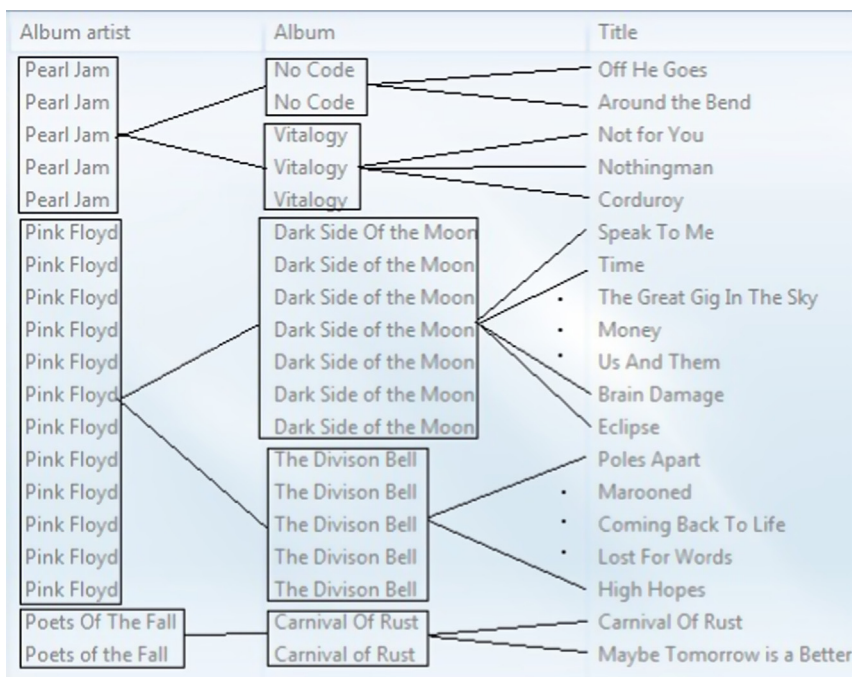 Album artist Album Title
Pearl Jam No Code Off He Goes
Pearl Jam No Code Around the Bend
Pearl Jam Vitalogy Not for You
Pearl Jam Vitalogy Nothingman
Pearl Jam Vitalogy Corduroy
Pink Floyd Dark Side Of the Moon Speak To Me
Pink Floyd Dark Side of the Moon Time
Pink Floyd Dark Side of the Moon The Great Gig In The Sky
Pink Floyd Dark Side of the Moon Money
Pink Floyd Dark Side of the Moon Us And Them
Pink Floyd Dark Side of the Moon Brain Damage
Pink Floyd Dark Side of the Moon Eclipse
Pink Floyd The Divison Bell Poles Apart
Pink Floyd The Divison Bell Marooned
Pink Floyd The Divison Bell Coming Back To Life
Pink Floyd The Divison Bell Lost For Words
Pink Floyd The Divison Bell High Hopes
Poets Of The Fall Carnival Of Rust Carnival Of Rust
Poets of the Fall Carnival of Rust Maybe Tomorrow is a Better